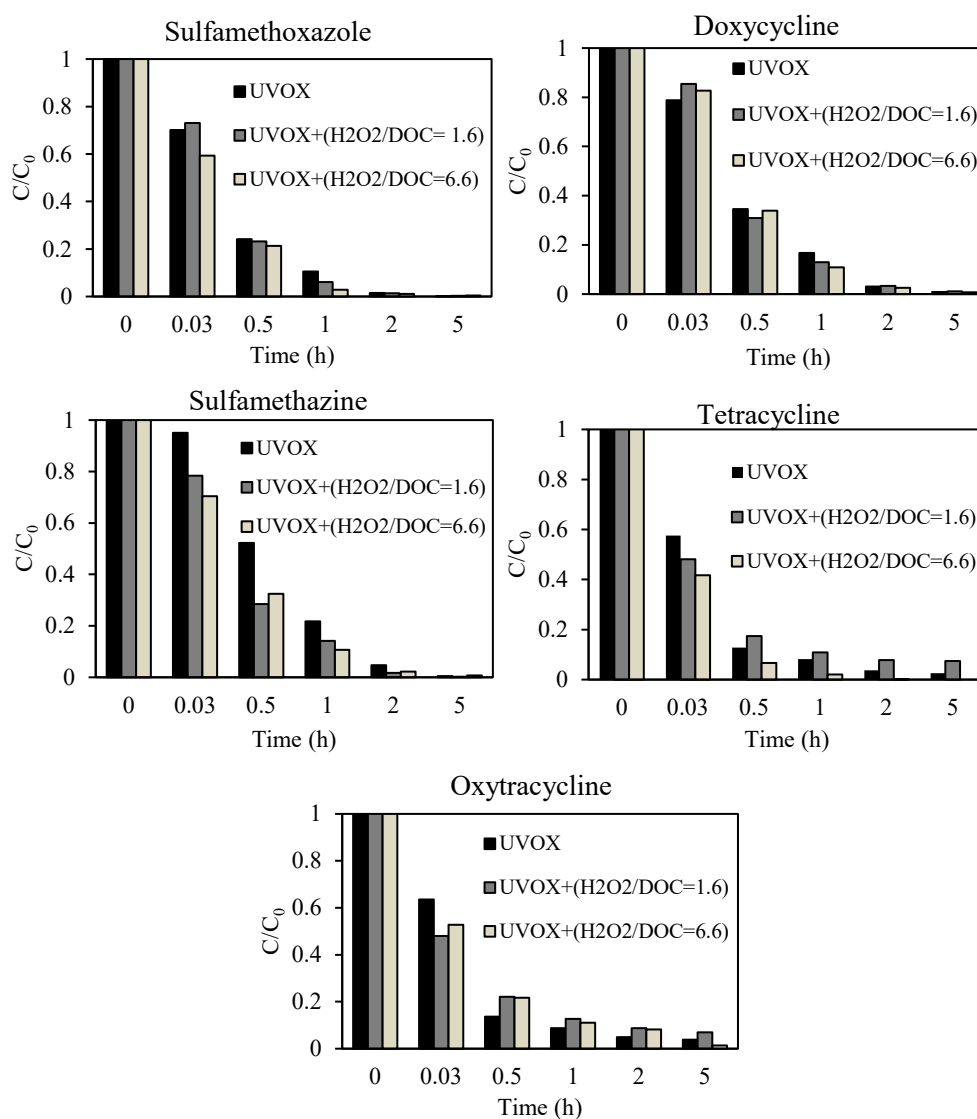 Sulfamethoxazole
1
0.8
0.6
0.4
0.2
0
C/C0
UVOX
UVOX+(H2O2/DOC= 1.6)
UVOX+(H2O2/DOC=6.6)
0 0.03 0.5 1 2 5
Time (h)
Doxycycline
1
0.8
0.6
0.4
0.2
0
C/C0
UVOX
UVOX+(H2O2/DOC=1.6)
UVOX+(H2O2/DOC=6.6)
0 0.03 0.5 1 2 5
Time (h)
Sulfamethazine
1
0.8
0.6
0.4
0.2
0
C/C0
UVOX
UVOX+(H2O2/DOC=1.6)
UVOX+(H2O2/DOC=6.6)
0 0.03 0.5 1 2 5
Time (h)
Tetracycline
1
0.8
0.6
0.4
0.2
0
C/C0
UVOX
UVOX+(H2O2/DOC=1.6)
UVOX+(H2O2/DOC=6.6)
0 0.03 0.5 1 2 5
Time (h)
Oxytracycline
1
0.8
0.6
0.4
0.2
0
C/C0
UVOX
UVOX+(H2O2/DOC=1.6)
UVOX+(H2O2/DOC=6.6)
0 0.03 0.5 1 2 5
Time (h)